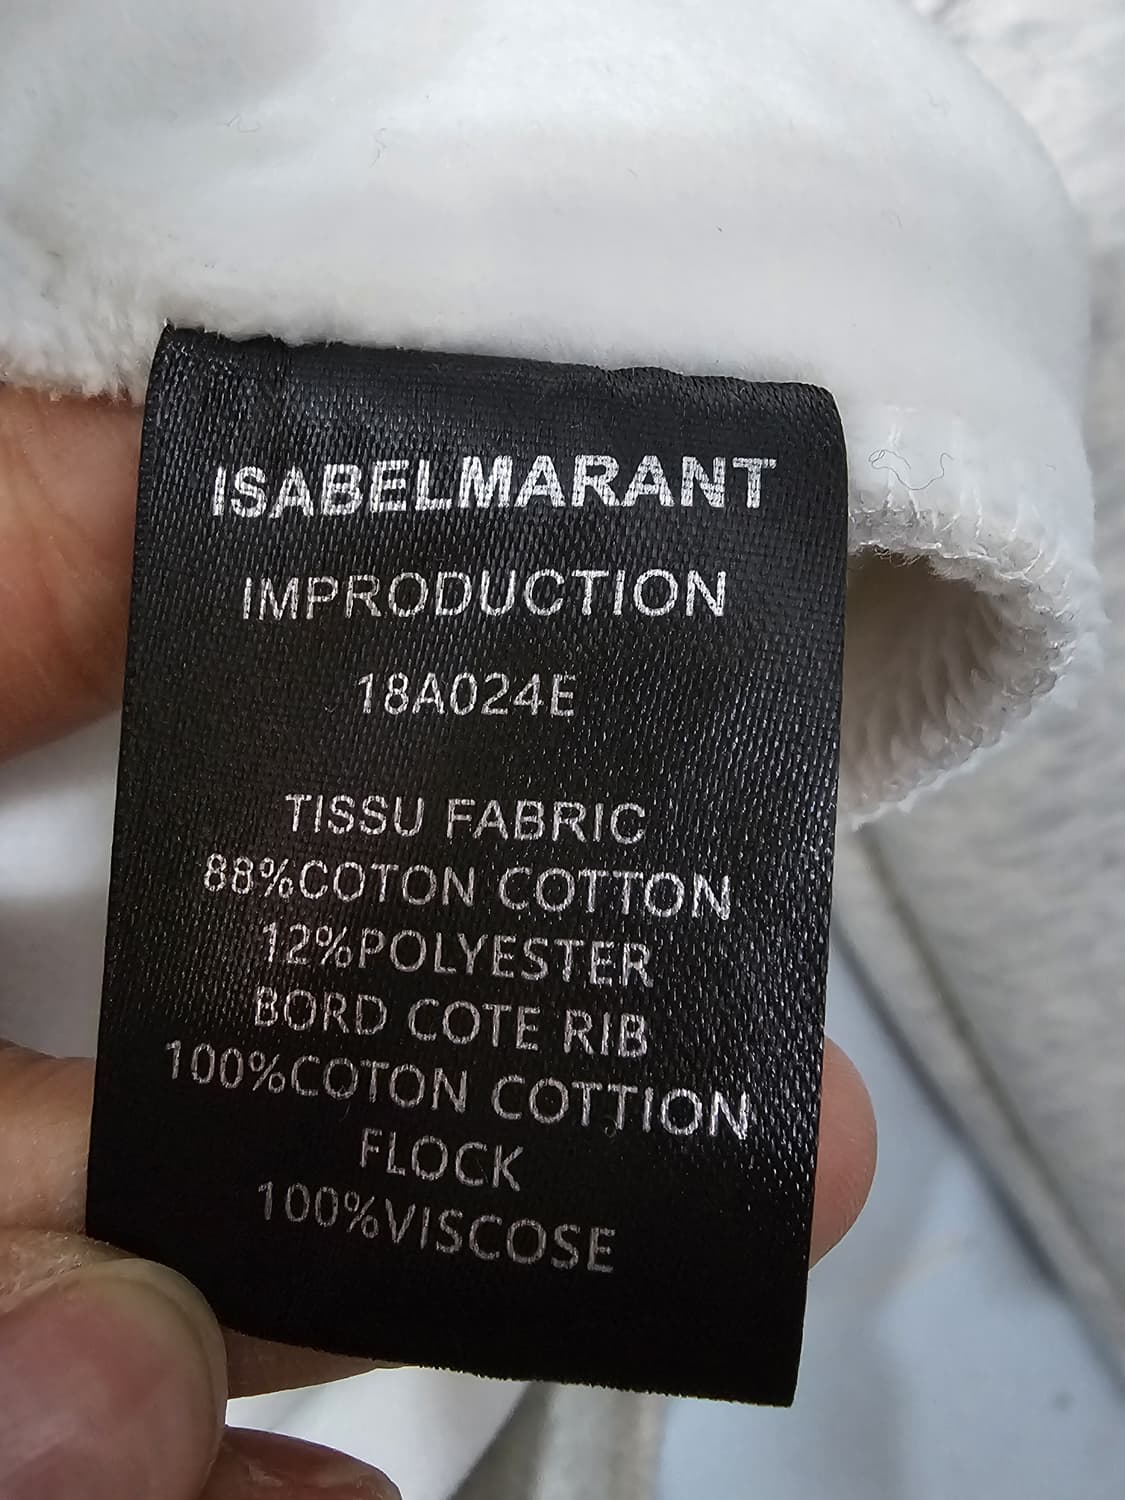 ISABELMARANT
IMPRODUCTION
18A024E
TISSU FABRIC
88%COTON COTTON
12%POLYESTER
BORD COTE RIB
100%COTON COTTION
FLOCK
100%VISCOSE